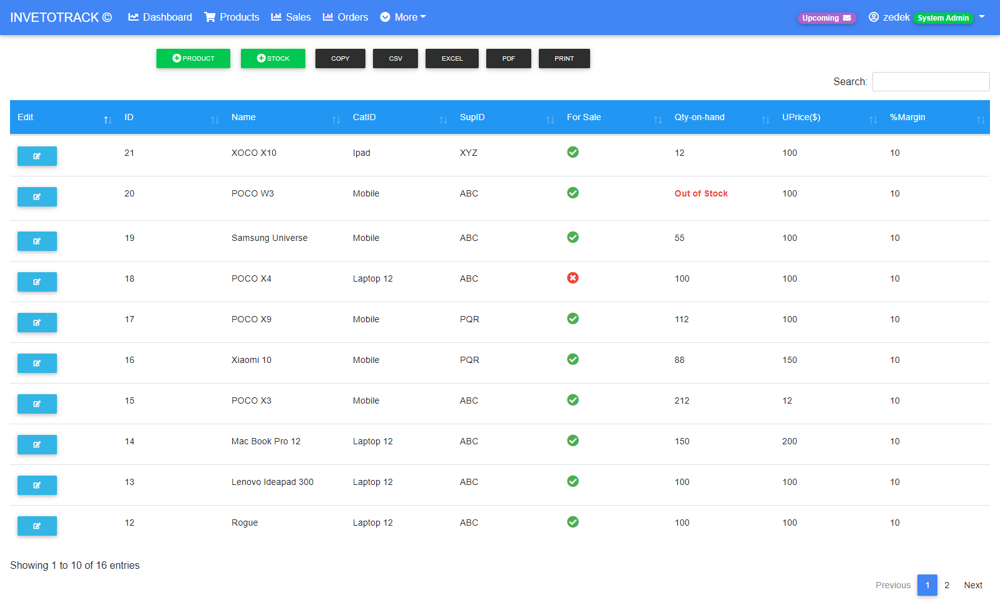 INVETOTRACK © Dashboard Products Sales Orders More Upcoming zedek System Admin
PRODUCT STOCK COPY CSV EXCEL PDF PRINT
Search:
Edit ID Name CatID SupID For Sale Qty-on-hand UPrice($) %Margin
21 XOCO X10 Ipad XYZ 12 100 10
20 POCO W3 Mobile ABC Out of Stock 100 10
19 Samsung Universe Mobile ABC 55 100 10
18 POCO X4 Laptop 12 ABC 100 100 10
17 POCO X9 Mobile PQR 112 100 10
16 Xiaomi 10 Mobile PQR 88 150 10
15 POCO X3 Mobile ABC 212 12 10
14 Mac Book Pro 12 Laptop 12 ABC 150 200 10
13 Lenovo Ideapad 300 Laptop 12 ABC 100 100 10
12 Rogue Laptop 12 ABC 100 100 10
Showing 1 to 10 of 16 entries
Previous 1 2 Next